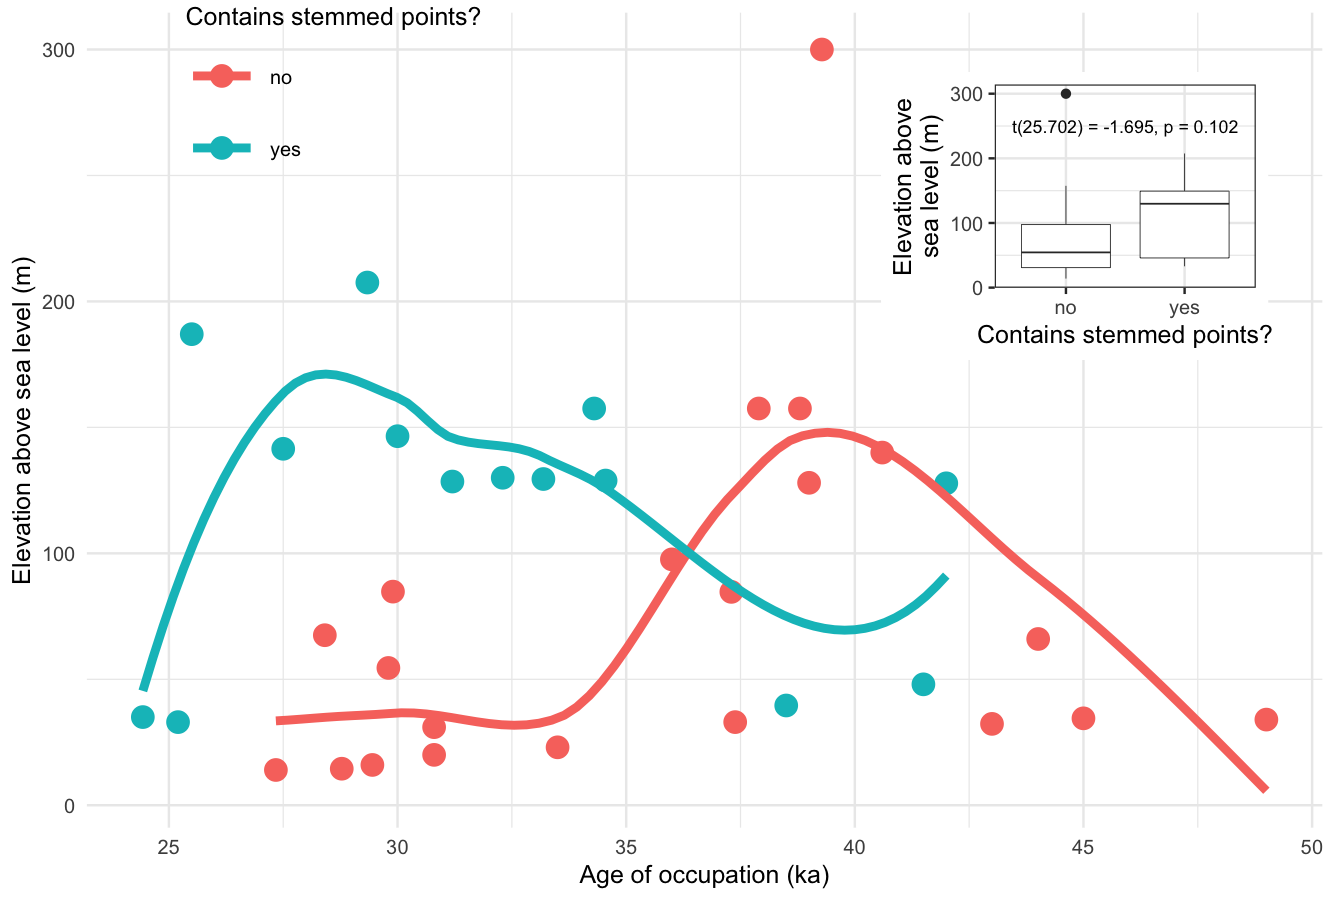 Contains stemmed points?
no
yes
Elevation above sea level (m)
300
200
100
0
25
30
35
40
45
50
Age of occupation (ka)
Elevation above
sea level (m)
300
200
100
0
t(25.702) = -1.695, p = 0.102
no
yes
Contains stemmed points?